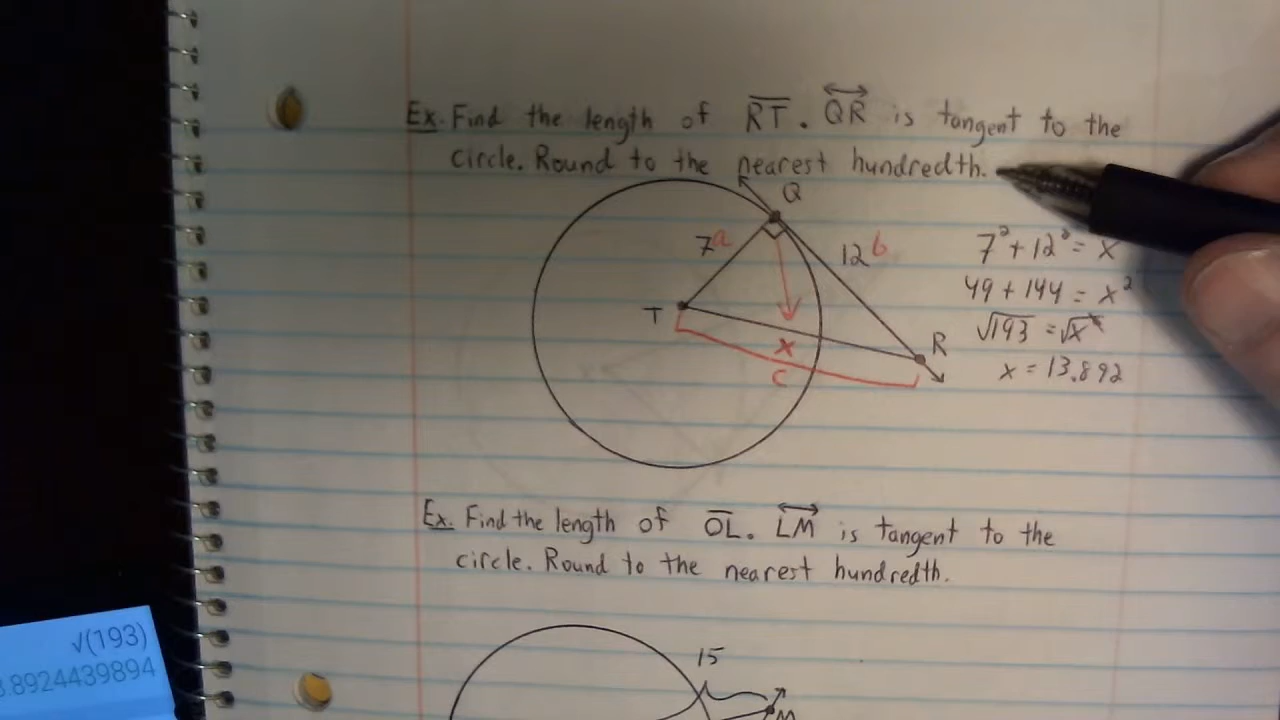 Ex. Find the length of RT. QR is tangent to the
circle. Round to the nearest hundredth.
Q
7 a
12 b
T
x
c
R
7² + 12² = x
49 + 144 = x²
√193 = √x²
x = 13.892
Ex. Find the length of OL. LM is tangent to the
circle. Round to the nearest hundredth.
15
M
√(193)
.8924439894